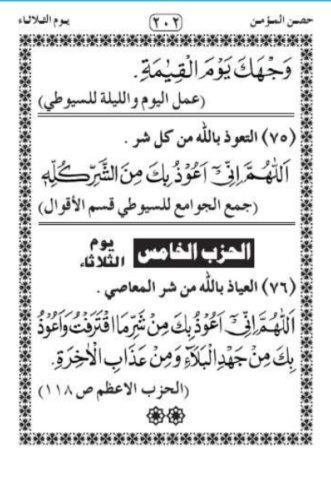 حصن المؤمن (٢٠٢) يوم الثلاثاء
وَجْهَكَ يَوْمَ الْقِيٰمَةِ.
(عمل اليوم والليلة للسيوطي)
(٧٥) التعوذ بالله من كل شر .
اَللّٰهُمَّ اِنِّىْٓ اَعُوْذُ بِكَ مِنَ الشَّرِّ كُلِّهٖ
(جمع الجوامع للسيوطي قسم الأقوال)
الحزب الخامس يوم الثلاثاء
(٧٦) العياذ بالله من شر المعاصي .
اَللّٰهُمَّ اِنِّىْٓ اَعُوْذُ بِكَ مِنْ شَرِّ مَا اقْتَرَفْتُ وَاَعُوْذُ
بِكَ مِنْ جَهْدِ الْبَلَآءِ وَمِنْ عَذَابِ الْاٰخِرَةِ.
(الحزب الاعظم ص ١١٨)